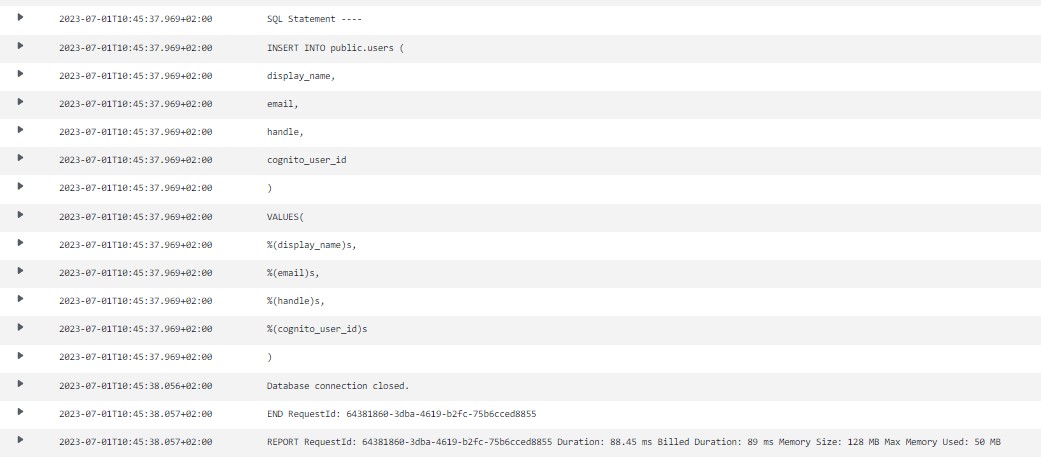 2023-07-01T10:45:37.969+02:00 SQL Statement ----
2023-07-01T10:45:37.969+02:00 INSERT INTO public.users (
2023-07-01T10:45:37.969+02:00 display_name,
2023-07-01T10:45:37.969+02:00 email,
2023-07-01T10:45:37.969+02:00 handle,
2023-07-01T10:45:37.969+02:00 cognito_user_id
2023-07-01T10:45:37.969+02:00 )
2023-07-01T10:45:37.969+02:00 VALUES(
2023-07-01T10:45:37.969+02:00 %(display_name)s,
2023-07-01T10:45:37.969+02:00 %(email)s,
2023-07-01T10:45:37.969+02:00 %(handle)s,
2023-07-01T10:45:37.969+02:00 %(cognito_user_id)s
2023-07-01T10:45:37.969+02:00 )
2023-07-01T10:45:38.056+02:00 Database connection closed.
2023-07-01T10:45:38.057+02:00 END RequestId: 64381860-3dba-4619-b2fc-75b6cced8855
2023-07-01T10:45:38.057+02:00 REPORT RequestId: 64381860-3dba-4619-b2fc-75b6cced8855 Duration: 88.45 ms Billed Duration: 89 ms Memory Size: 128 MB Max Memory Used: 50 MB